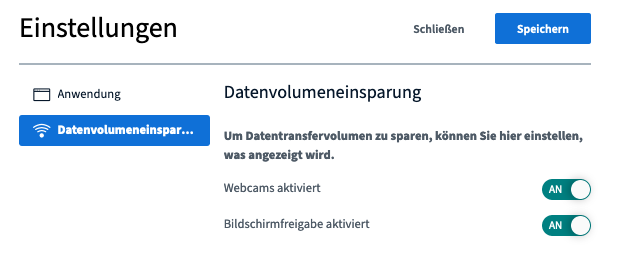 Einstellungen
Schließen
Speichern
Anwendung
Datenvolumeneinspar...
Datenvolumeneinsparung
Um Datentransfervolumen zu sparen, können Sie hier einstellen,
was angezeigt wird.
Webcams aktiviert
AN
Bildschirmfreigabe aktiviert
AN